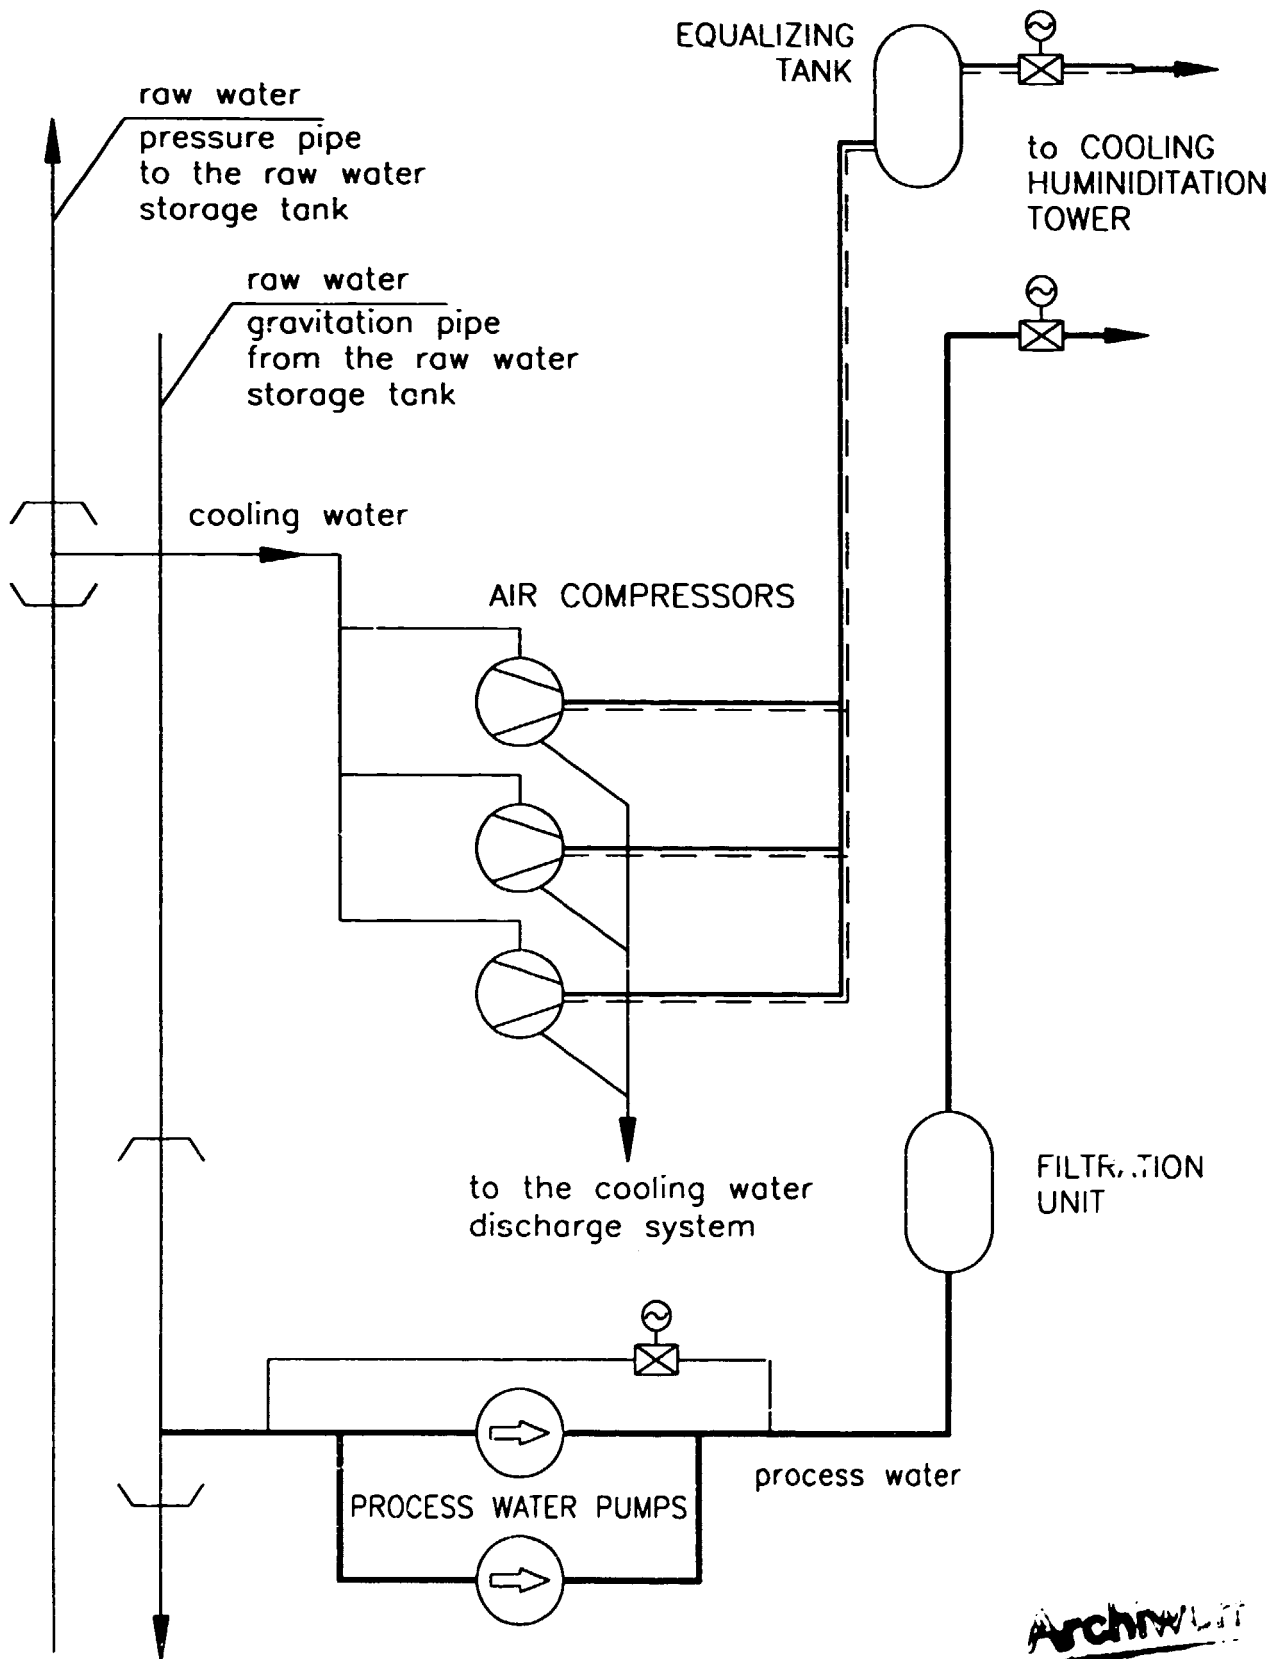 EQUALIZING
TANK
raw water
pressure pipe
to the raw water
storage tank
to COOLING
HUMINIDITATION
TOWER
raw water
gravitation pipe
from the raw water
storage tank
cooling water
AIR COMPRESSORS
to the cooling water
discharge system
UNIT
process water
PROCESS WATER PUMPS